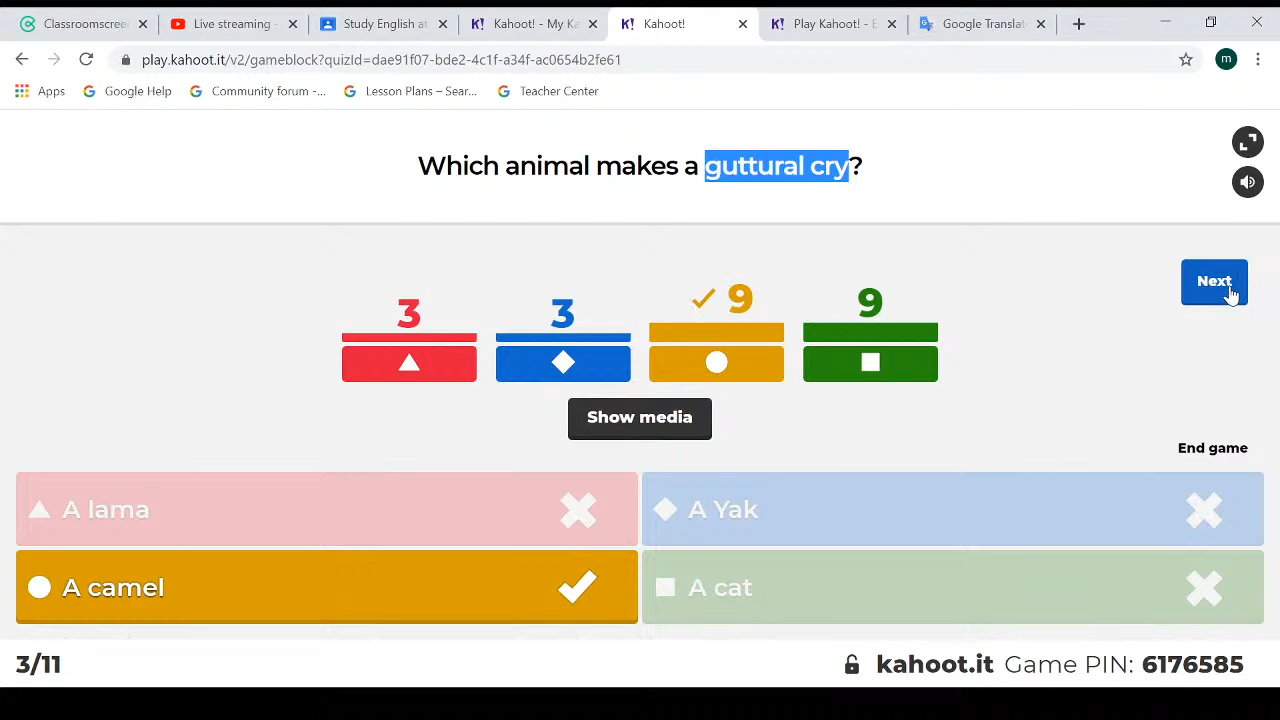 Classroomscreen
Live streaming -
Study English at
Kahoot! - My Ka
Kahoot!
Play Kahoot! - E
Google Translat
play.kahoot.it/v2/gameblock?quizId=dae91f07-bde2-4c1f-a34f-ac0654b2fe61
m
Apps
Google Help
Community forum -...
Lesson Plans – Sear...
Teacher Center
Which animal makes a guttural cry?
Next
3
3
9
9
Show media
End game
A lama
A Yak
A camel
A cat
3/11
kahoot.it Game PIN: 6176585